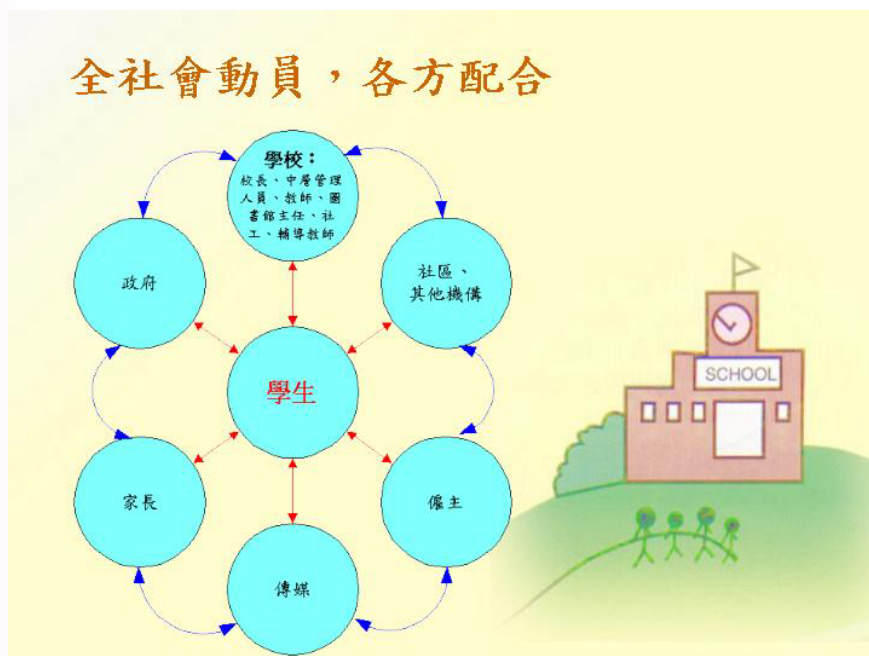 全社會動員，各方配合
學校：
校長、中層管理
人員、教師、圖
書館主任、社
工、輔導教師
政府
社區、
其他機構
學生
SCHOOL
家長
僱主
傳媒